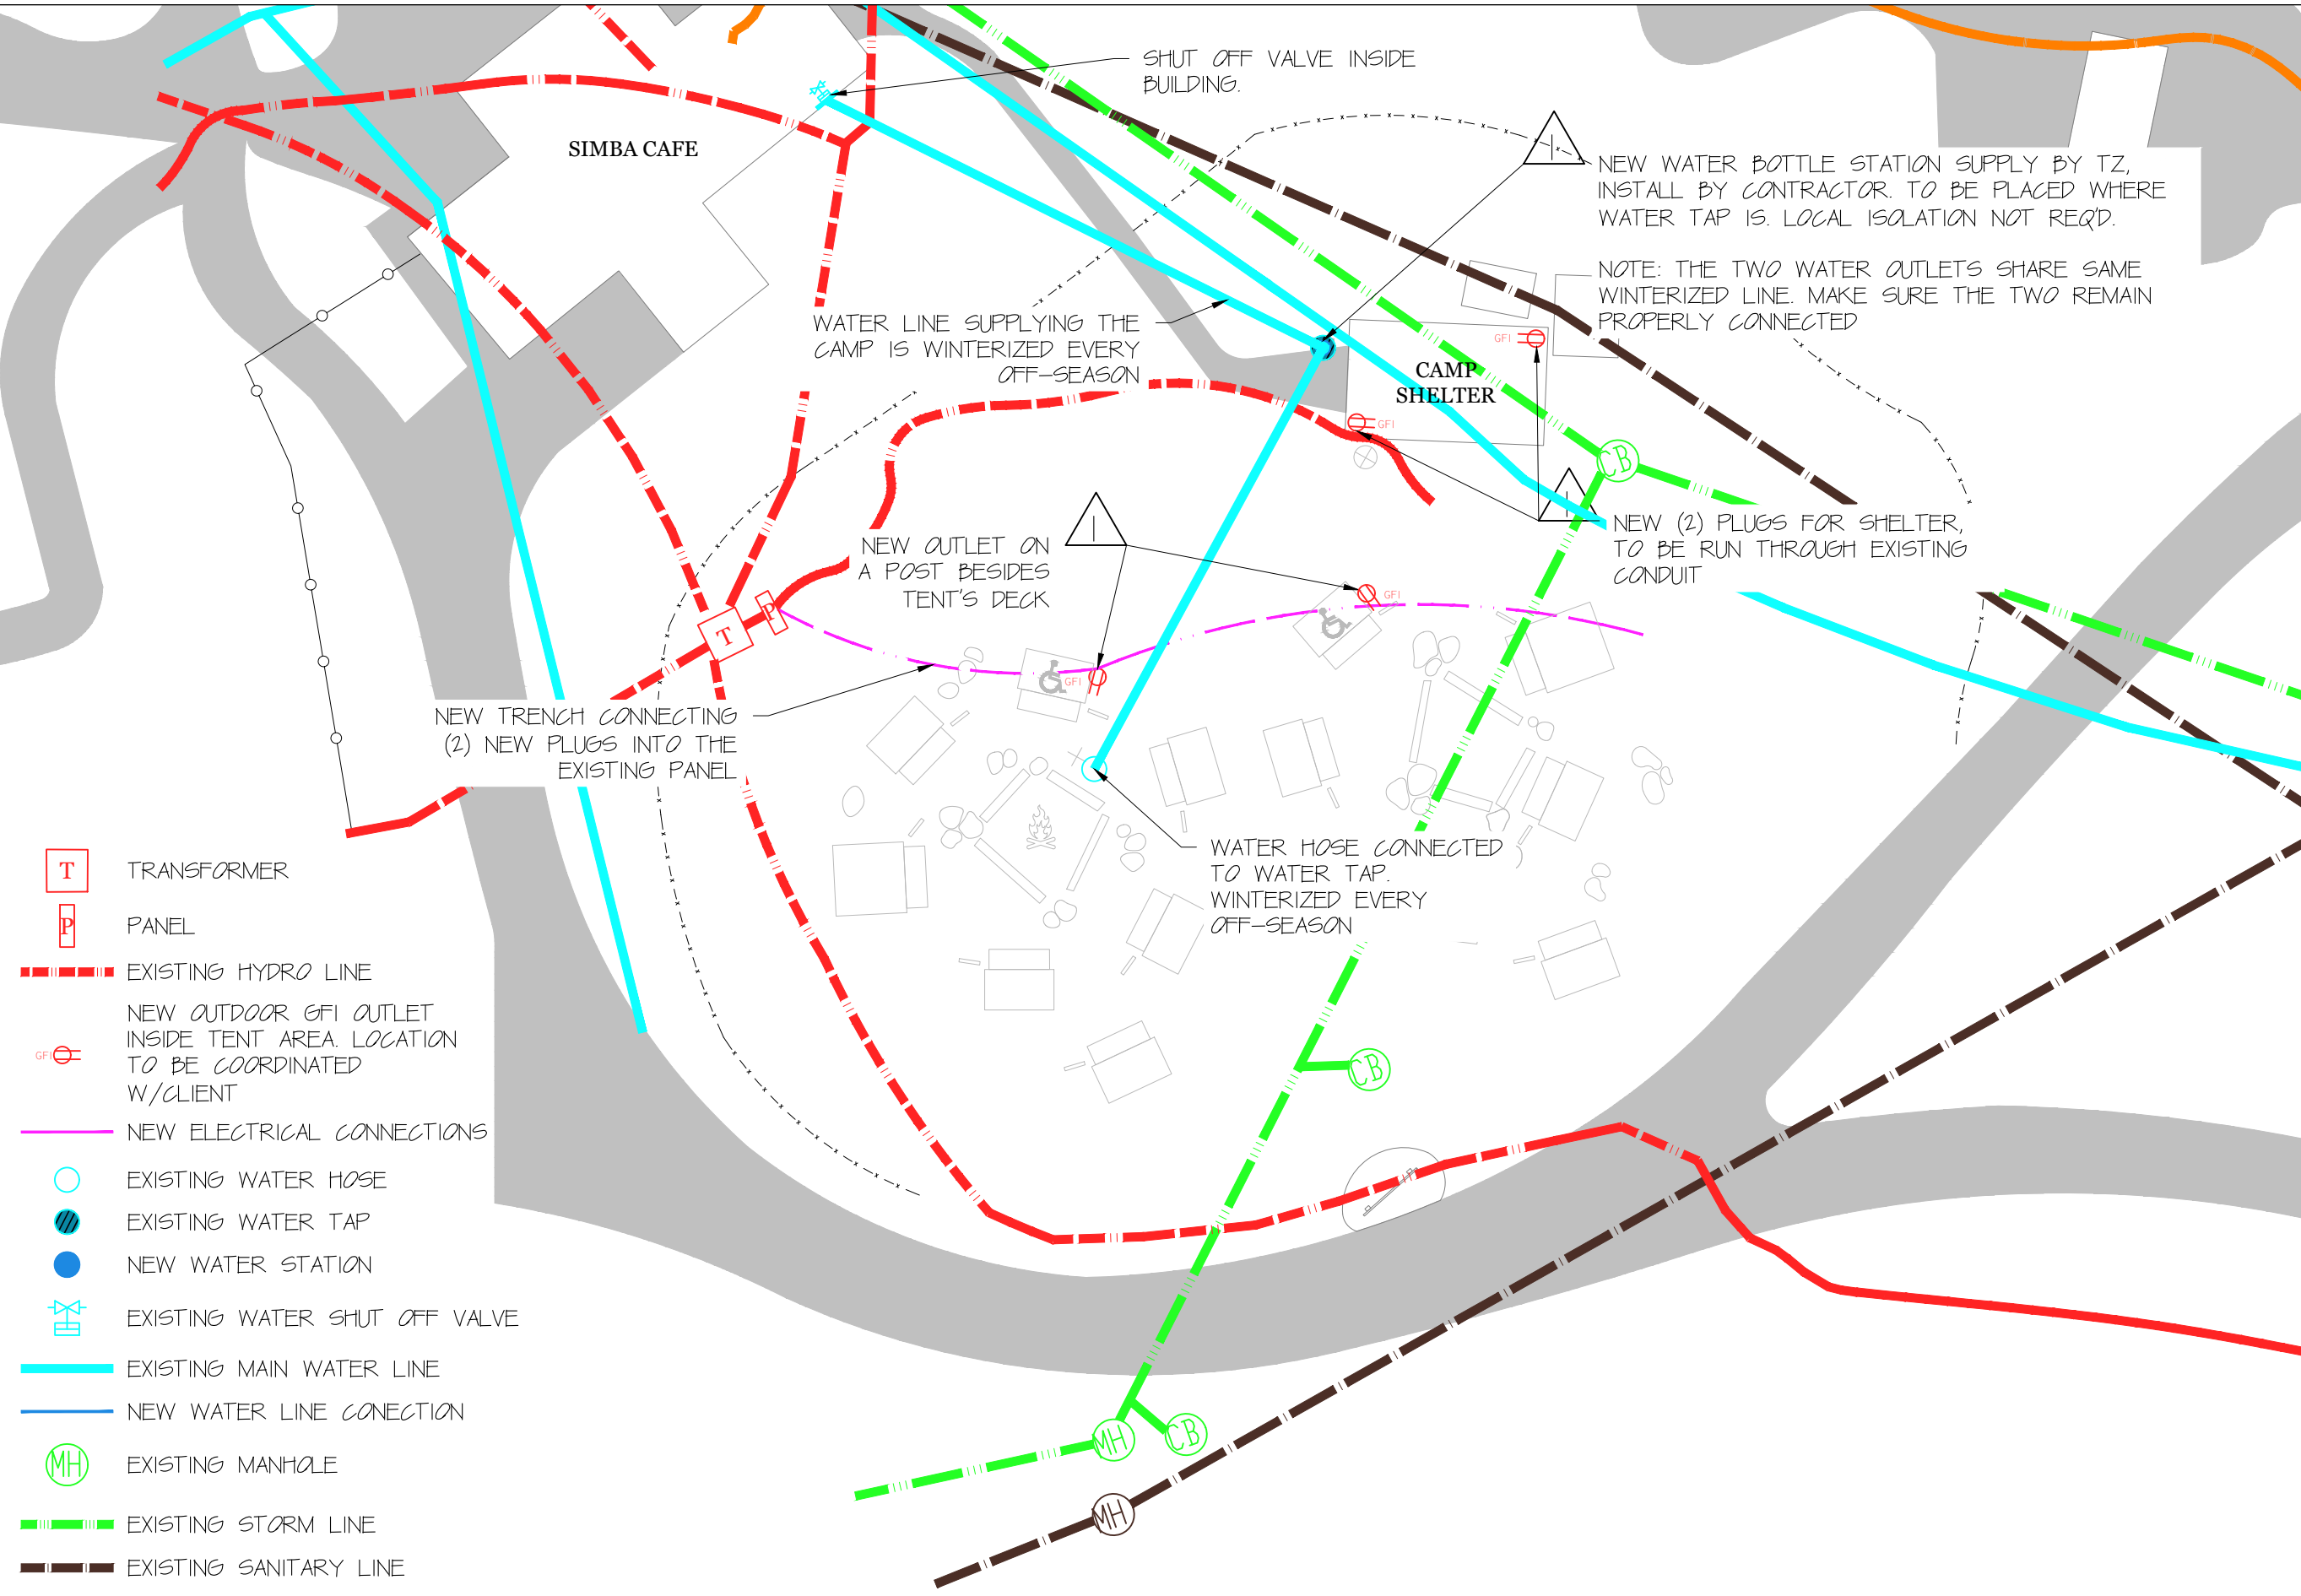 SHUT OFF VALVE INSIDE
BUILDING.
SIMBA CAFE
NEW WATER BOTTLE STATION SUPPLY BY TZ,
INSTALL BY CONTRACTOR. TO BE PLACED WHERE
WATER TAP IS. LOCAL ISOLATION NOT REQ'D.
NOTE: THE TWO WATER OUTLETS SHARE SAME
WINTERIZED LINE. MAKE SURE THE TWO REMAIN
PROPERLY CONNECTED
1
WATER LINE SUPPLYING THE
CAMP IS WINTERIZED EVERY
OFF-SEASON
GFI
CAMP
SHELTER
GFI
CB
1
NEW (2) PLUGS FOR SHELTER,
TO BE RUN THROUGH EXISTING
CONDUIT
1
NEW OUTLET ON
A POST BESIDES
TENT'S DECK
GFI
T
P
GFI
NEW TRENCH CONNECTING
(2) NEW PLUGS INTO THE
EXISTING PANEL
WATER HOSE CONNECTED
TO WATER TAP.
WINTERIZED EVERY
OFF-SEASON
CB
MH
CB
MH
T
TRANSFORMER
P
PANEL
EXISTING HYDRO LINE
GFI
NEW OUTDOOR GFI OUTLET
INSIDE TENT AREA. LOCATION
TO BE COORDINATED
W/CLIENT
NEW ELECTRICAL CONNECTIONS
EXISTING WATER HOSE
EXISTING WATER TAP
NEW WATER STATION
EXISTING WATER SHUT OFF VALVE
EXISTING MAIN WATER LINE
NEW WATER LINE CONECTION
MH
EXISTING MANHOLE
EXISTING STORM LINE
EXISTING SANITARY LINE